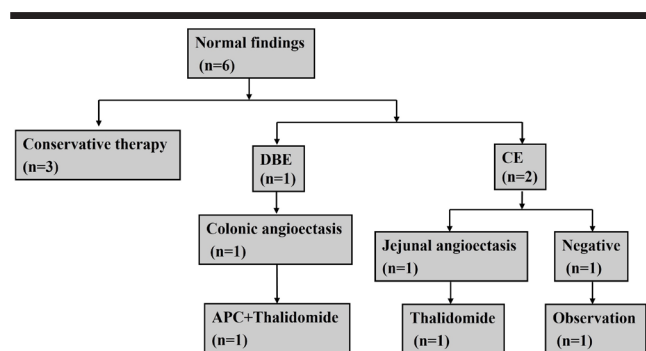 Normal findings
(n=6)
Conservative therapy
(n=3)
DBE
(n=1)
CE
(n=2)
Colonic angioectasis
(n=1)
Jejunal angioectasis
(n=1)
Negative
(n=1)
APC+Thalidomide
(n=1)
Thalidomide
(n=1)
Observation
(n=1)